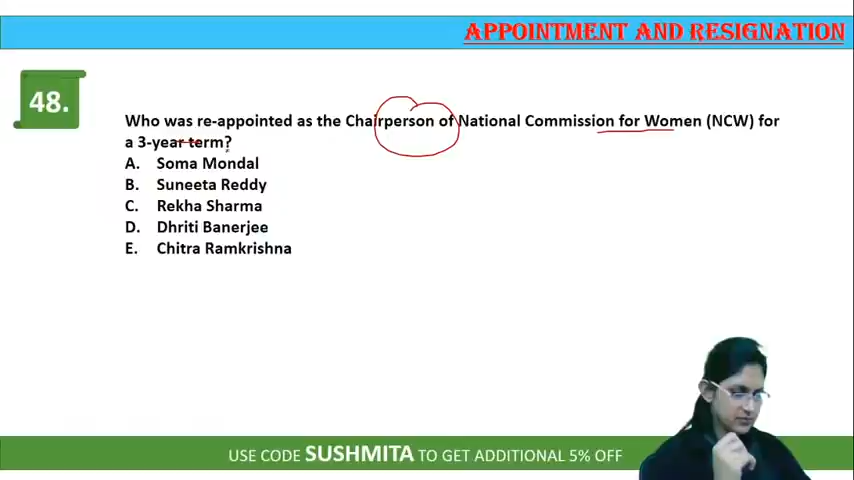 APPOINTMENT AND RESIGNATION
48.
Who was re-appointed as the Chairperson of National Commission for Women (NCW) for
a 3-year term?
A. Soma Mondal
B. Suneeta Reddy
C. Rekha Sharma
D. Dhriti Banerjee
E. Chitra Ramkrishna
USE CODE SUSHMITA TO GET ADDITIONAL 5% OFF